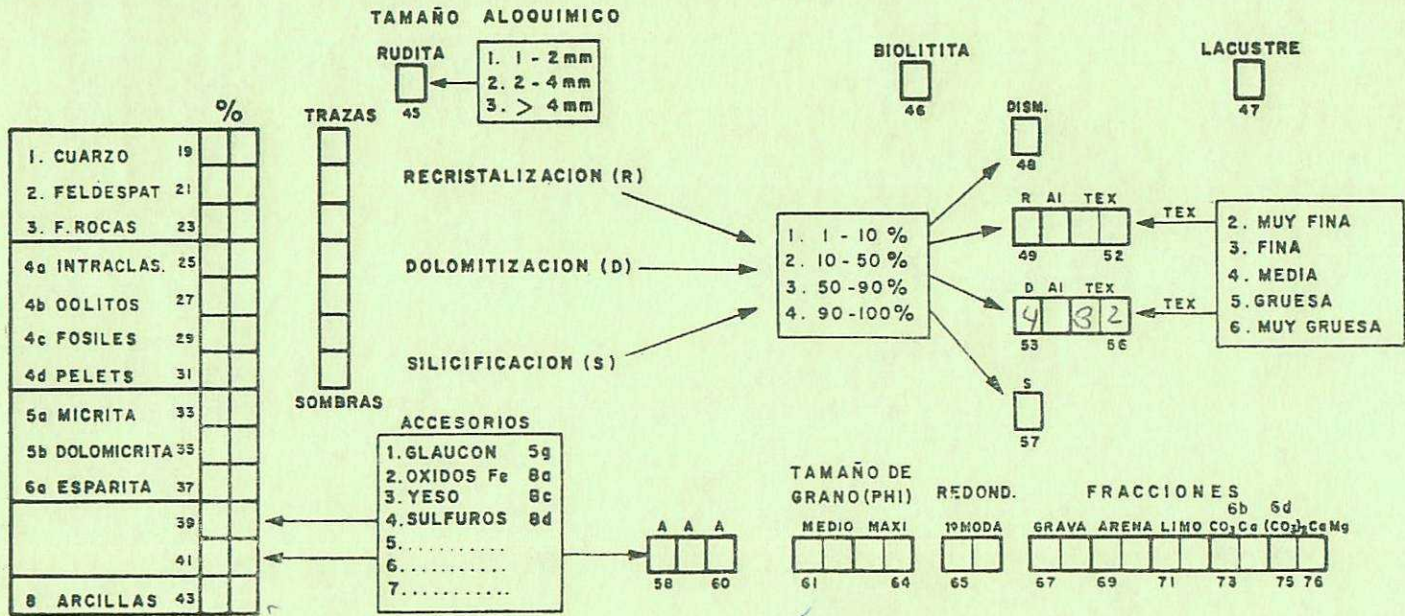 TAMAÑO ALOQUIMICO
RUDITA
45
1. 1 - 2 mm
2. 2 - 4 mm
3. > 4 mm
BIOLITITA
46
LACUSTRE
47
%
1. CUARZO 19
2. FELDESPAT 21
3. F. ROCAS 23
4a INTRACLAS. 25
4b OOLITOS 27
4c FOSILES 29
4d PELETS 31
5a MICRITA 33
5b DOLOMICRITA 35
6a ESPARITA 37
39
41
8 ARCILLAS 43
TRAZAS
SOMBRAS
RECRISTALIZACION (R)
DOLOMITIZACION (D)
SILICIFICACION (S)
1. 1 - 10 %
2. 10 - 50 %
3. 50 - 90 %
4. 90 - 100 %
DISM.
48
R AI TEX
49 52
D AI TEX
4 3 2
53 56
S
57
TEX
TEX
2. MUY FINA
3. FINA
4. MEDIA
5. GRUESA
6. MUY GRUESA
ACCESORIOS
1. GLAUCON 5g
2. OXIDOS Fe 8a
3. YESO 8c
4. SULFUROS 8d
5. ..........
6. ..........
7. ..........
A A A
58 60
TAMAÑO DE
GRANO (PHI)
MEDIO MAXI
61 64
REDOND.
1ª MODA
65
FRACCIONES
6b 6d
GRAVA ARENA LIMO CO3Ca (CO3)2CaMg
67 69 71 73 75 76